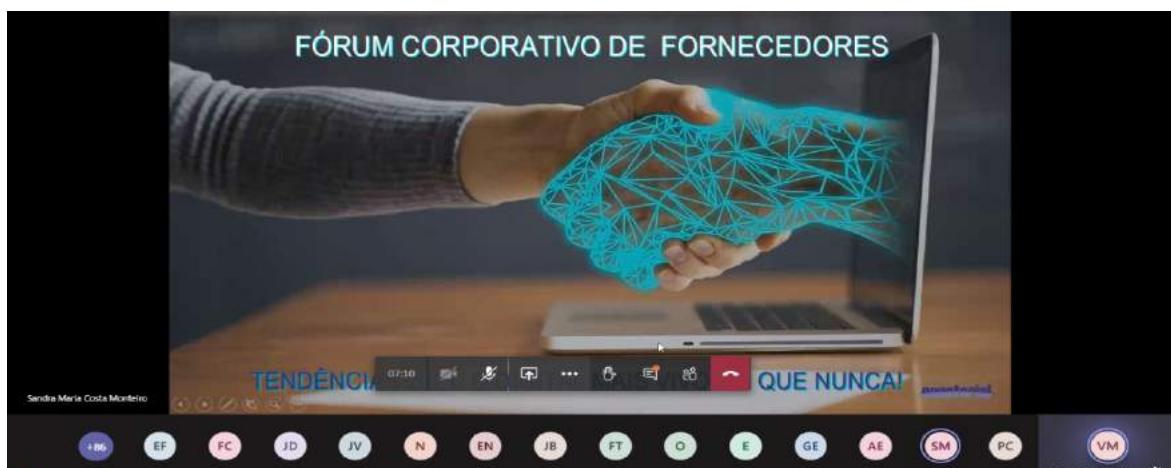 FÓRUM CORPORATIVO DE FORNECEDORES
07:10
TENDÊNCIA QUE NUNCA!
Sandra Maria Costa Monteiro
+86 EF FC JD JV N EN JB FT O E GE AE SM PC VM